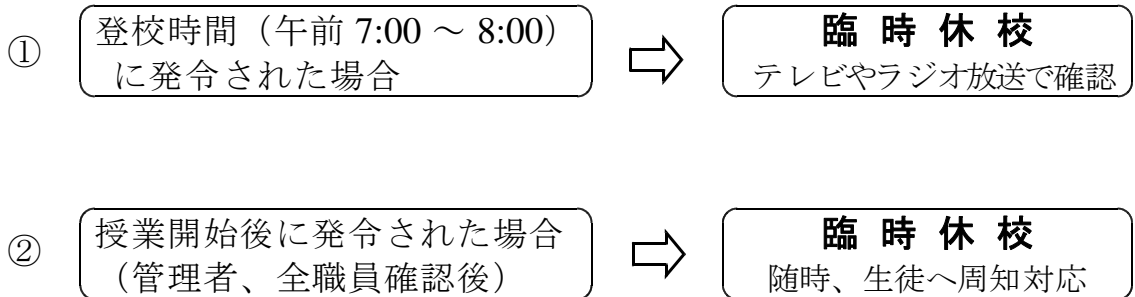 ① 登校時間（午前 7:00 ～ 8:00）
に発令された場合
臨 時 休 校
テレビやラジオ放送で確認
② 授業開始後に発令された場合
（管理者、全職員確認後）
臨 時 休 校
随時、生徒へ周知対応